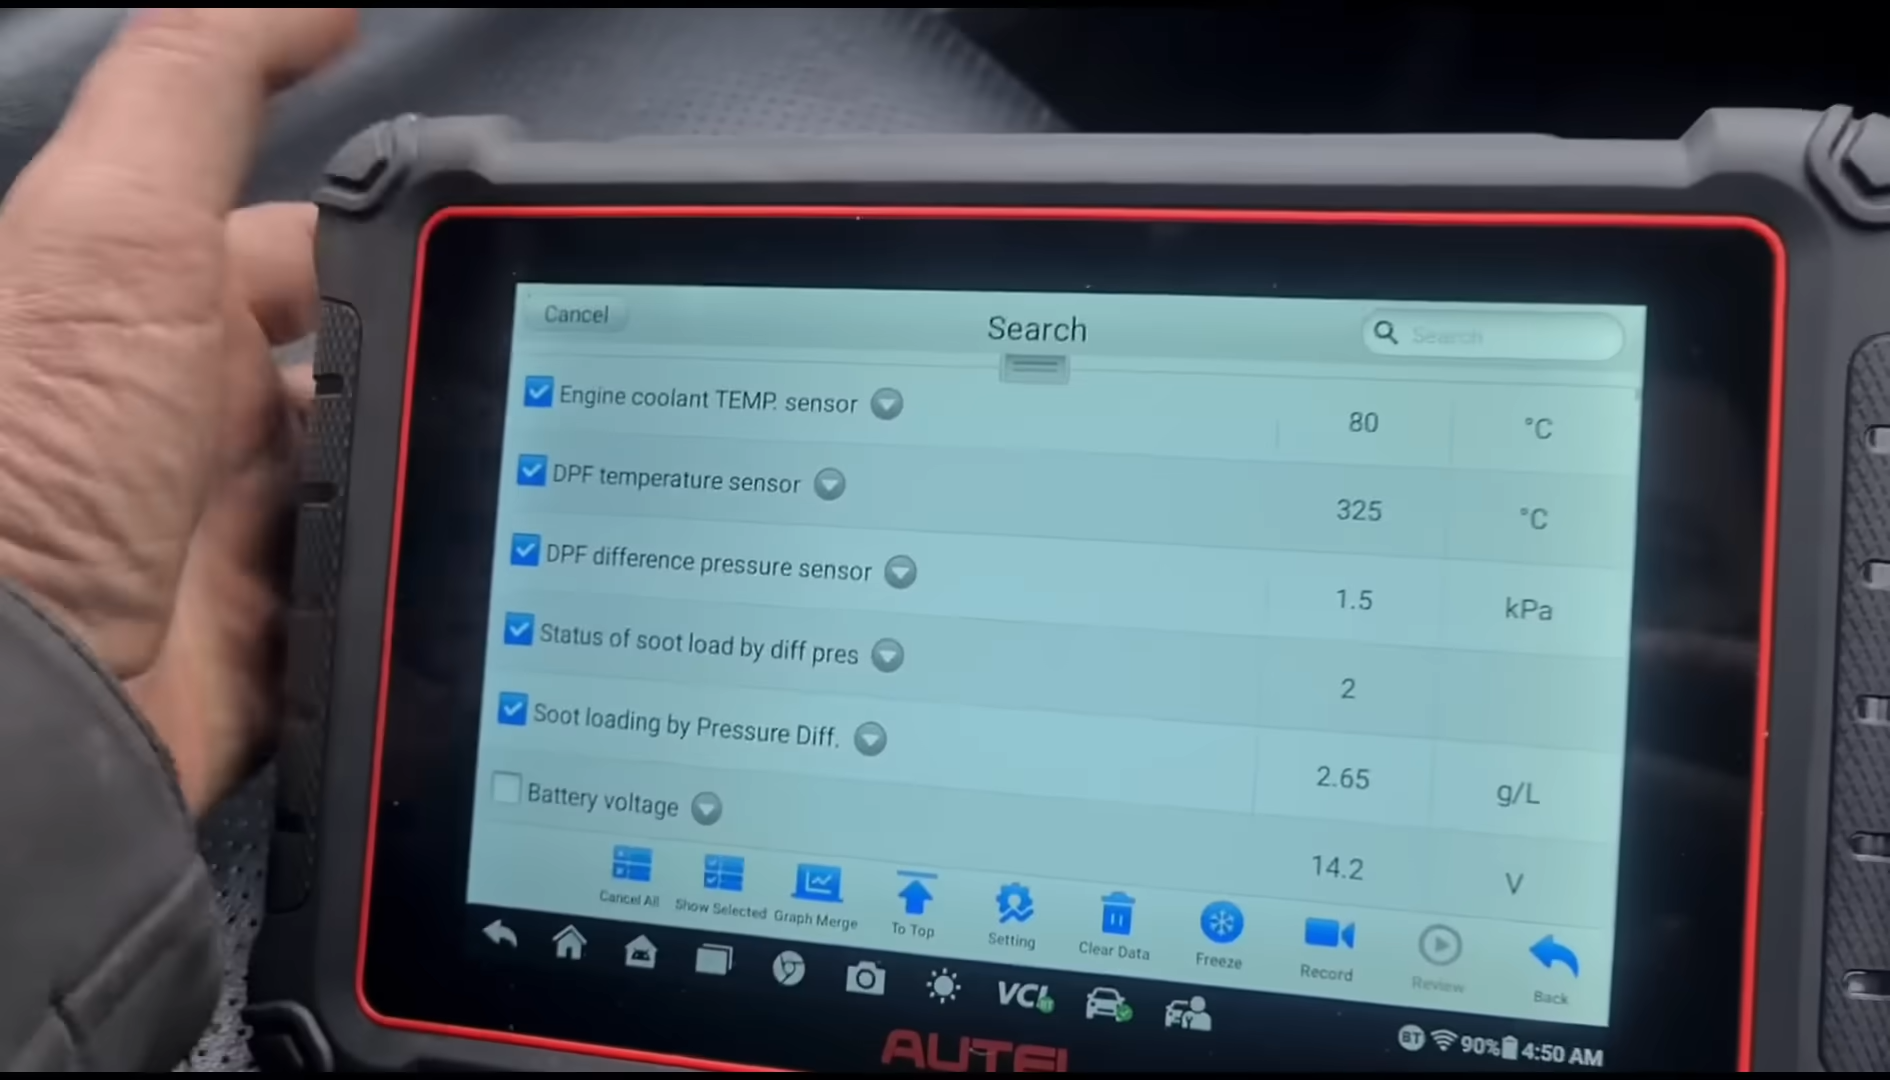 Cancel
Search
Search
Engine coolant TEMP. sensor 80 °C
DPF temperature sensor 325 °C
DPF difference pressure sensor 1.5 kPa
Status of soot load by diff pres 2
Soot loading by Pressure Diff. 2.65 g/L
Battery voltage 14.2 V
Cancel All
Show Selected
Graph Merge
To Top
Setting
Clear Data
Freeze
Record
Review
Back
VCI
BT 90% 4:50 AM
AUTEL